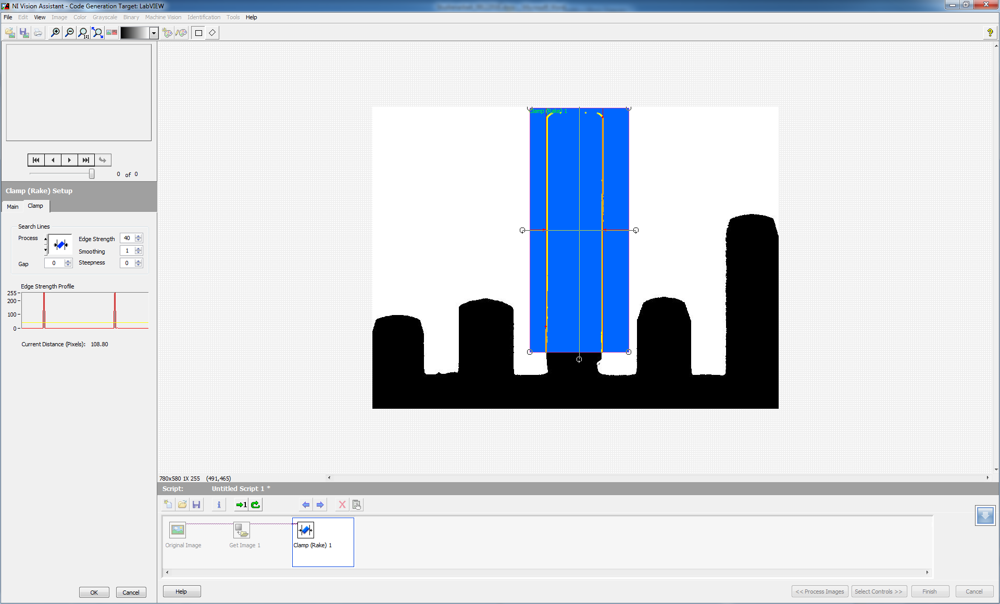 NI Vision Assistant - Code Generation Target: LabVIEW
File Edit View Image Color Grayscale Binary Machine Vision Identification Tools Help
1:1
?
0 of 0
Clamp (Rake) Setup
Main Clamp
Search Lines
Process
Edge Strength 40
Smoothing 1
Gap 0
Steepness 0
Edge Strength Profile
255
200
100
0
Current Distance (Pixels): 108.80
OK Cancel
Clamp (Rake) 1
780x580 1X 255 (491,465)
Script: Untitled Script 1 *
1
Original Image
Get Image 1
Clamp (Rake) 1
Help
<< Process Images Select Controls >> Finish Cancel